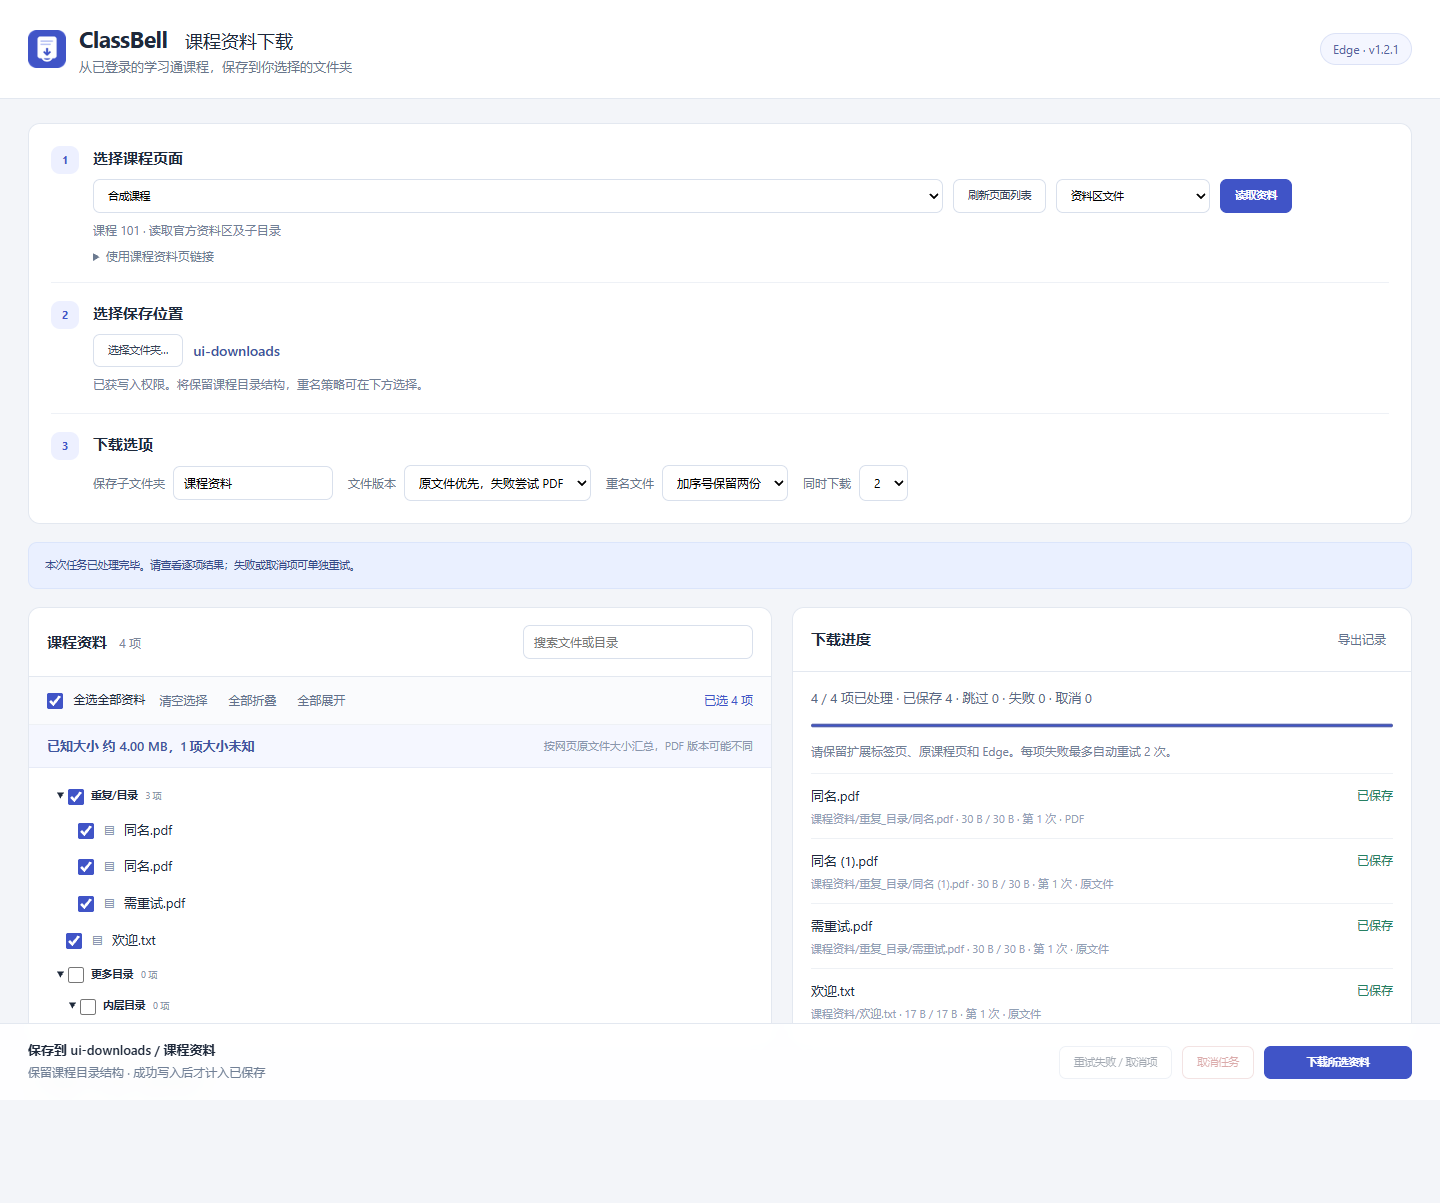 ClassBell 课程资料下载
从已登录的学习通课程，保存到你选择的文件夹
Edge · v1.2.1
1 选择课程页面
合成课程 刷新页面列表 资料区文件 读取资料
课程 101 · 读取官方资料区及子目录
使用课程资料页链接
2 选择保存位置
选择文件夹... ui-downloads
已获写入权限。将保留课程目录结构，重名策略可在下方选择。
3 下载选项
保存子文件夹 课程资料 文件版本 原文件优先，失败尝试 PDF 重名文件 加序号保留两份 同时下载 2
本次任务已处理完毕。请查看逐项结果；失败或取消项可单独重试。
课程资料 4 项 搜索文件或目录
全选全部资料 清空选择 全部折叠 全部展开 已选 4 项
已知大小 约 4.00 MB，1 项大小未知 按网页原文件大小汇总，PDF 版本可能不同
重复/目录 3 项
同名.pdf
同名.pdf
需重试.pdf
欢迎.txt
更多目录 0 项
内层目录 0 项
下载进度 导出记录
4 / 4 项已处理 · 已保存 4 · 跳过 0 · 失败 0 · 取消 0
请保留扩展标签页、原课程页和 Edge。每项失败最多自动重试 2 次。
同名.pdf 已保存
课程资料/重复_目录/同名.pdf · 30 B / 30 B · 第 1 次 · PDF
同名 (1).pdf 已保存
课程资料/重复_目录/同名 (1).pdf · 30 B / 30 B · 第 1 次 · 原文件
需重试.pdf 已保存
课程资料/重复_目录/需重试.pdf · 30 B / 30 B · 第 1 次 · 原文件
欢迎.txt 已保存
课程资料/欢迎.txt · 17 B / 17 B · 第 1 次 · 原文件
保存到 ui-downloads / 课程资料
保留课程目录结构 · 成功写入后才计入已保存
重试失败 / 取消项 取消任务 下载所选资料